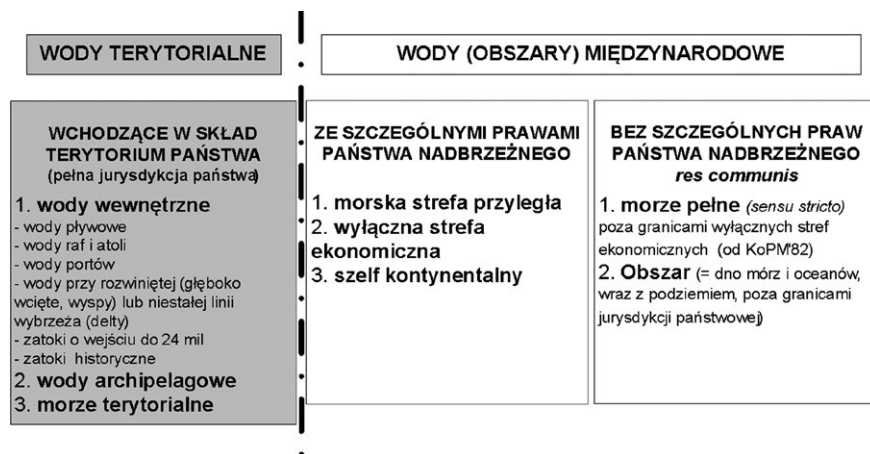 WODY TERYTORIALNE
WODY (OBSZARY) MIĘDZYNARODOWE
WCHODZĄCE W SKŁAD
TERYTORIUM PAŃSTWA
(pełna jurysdykcja państwa)
1. wody wewnętrzne
- wody pływowe
- wody raf i atoli
- wody portów
- wody przy rozwiniętej (głęboko
wcięte, wyspy) lub niestałej linii
wybrzeża (delty)
- zatoki o wejściu do 24 mil
- zatoki historyczne
2. wody archipelagowe
3. morze terytorialne
ZE SZCZEGÓLNYMI PRAWAMI
PAŃSTWA NADBRZEŻNEGO
1. morska strefa przyległa
2. wyłączna strefa
ekonomiczna
3. szelf kontynentalny
BEZ SZCZEGÓLNYCH PRAW
PAŃSTWA NADBRZEŻNEGO
res communis
1. morze pełne (sensu stricto)
poza granicami wyłącznych stref
ekonomicznych (od KoPM'82)
2. Obszar (= dno mórz i oceanów,
wraz z podziemiem, poza granicami
jurysdykcji państwowej)